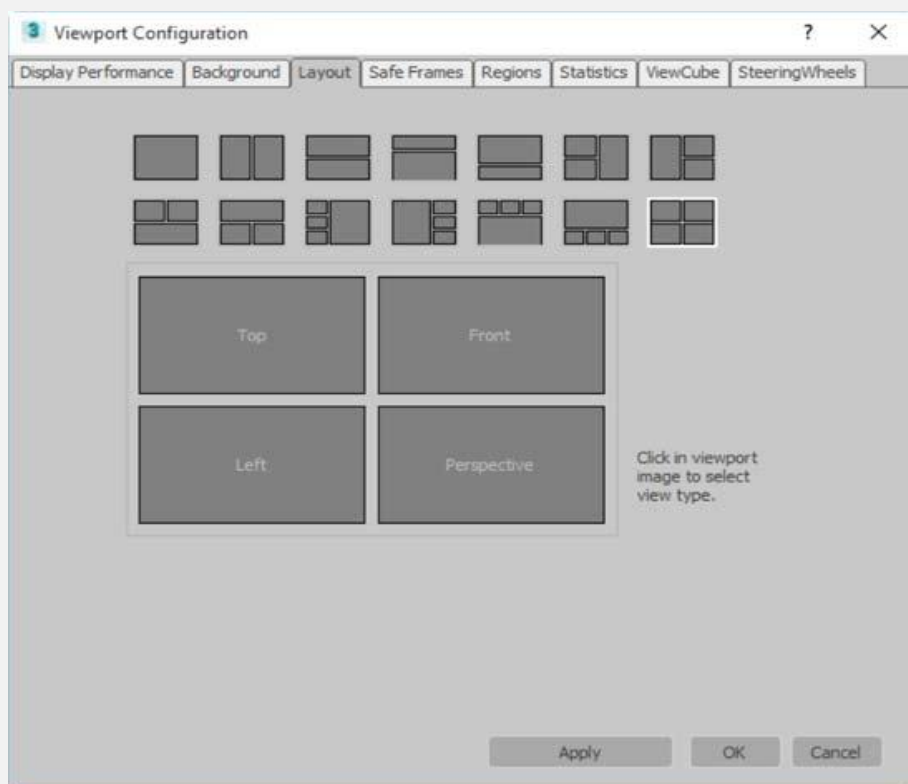 3 Viewport Configuration ?
Display Performance Background Layout Safe Frames Regions Statistics ViewCube SteeringWheels
Top Front
Left Perspective
Click in viewport
image to select
view type.
Apply OK Cancel